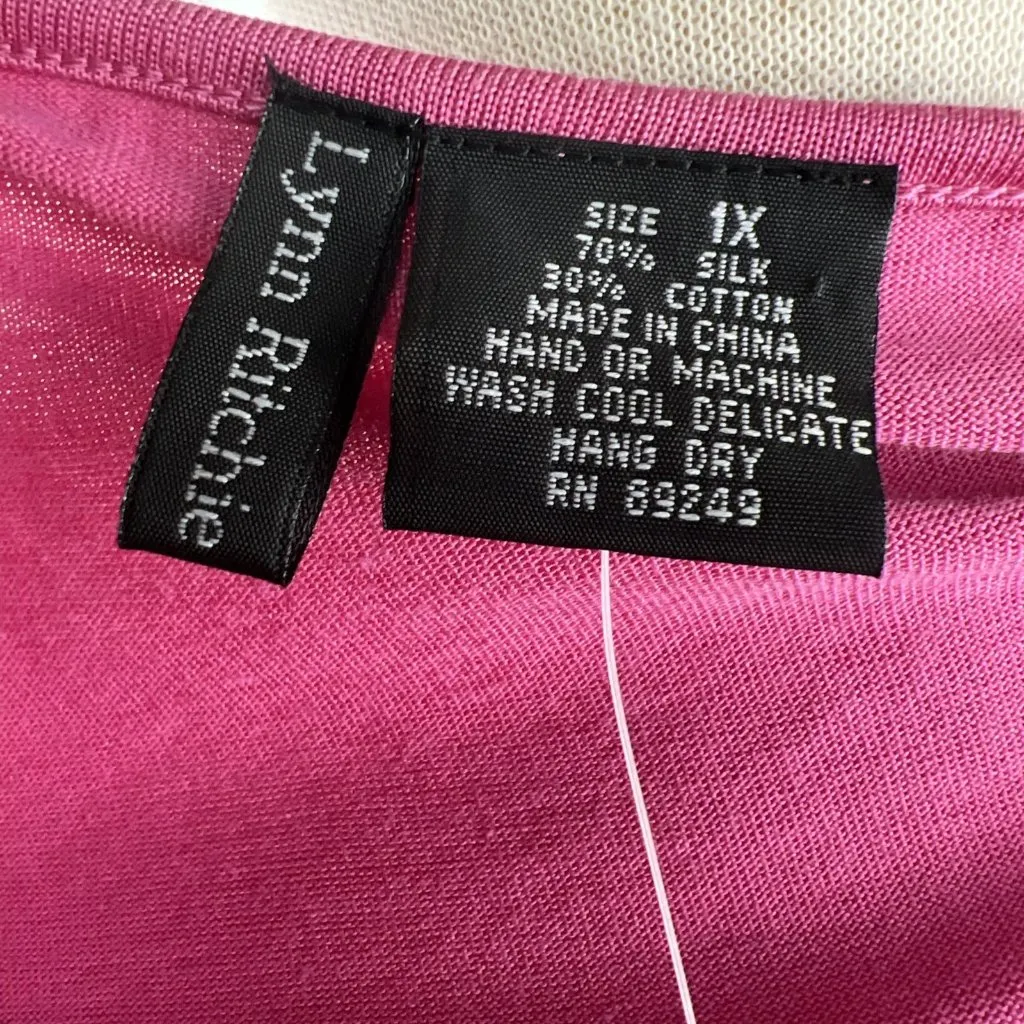 Lynn Ritchie
SIZE 1X
70% SILK
30% COTTON
MADE IN CHINA
HAND OR MACHINE
WASH COOL DELICATE
HANG DRY
RN 89249